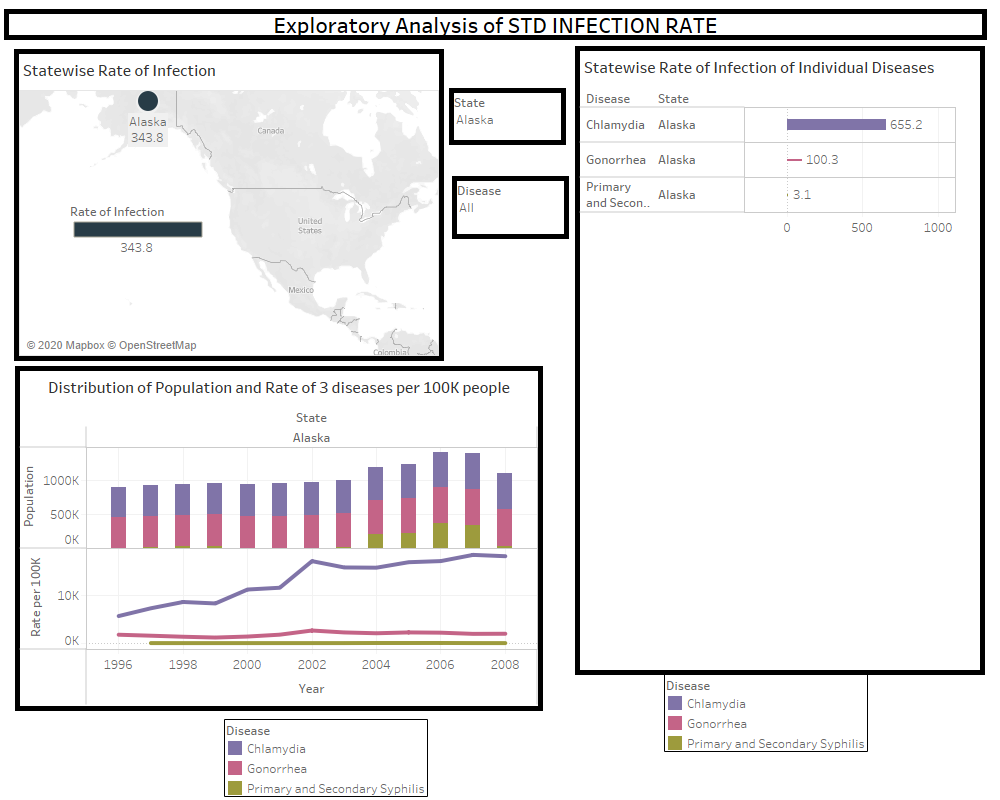 Exploratory Analysis of STD INFECTION RATE
Statewise Rate of Infection
Alaska
343.8
Canada
Rate of Infection
343.8
United
States
Mexico
Colombia
© 2020 Mapbox © OpenStreetMap
State
Alaska
Disease
All
Statewise Rate of Infection of Individual Diseases
Disease State
Chlamydia Alaska 655.2
Gonorrhea Alaska 100.3
Primary
and Secon.. Alaska 3.1
0 500 1000
Distribution of Population and Rate of 3 diseases per 100K people
State
Alaska
Population
1000K
500K
0K
Rate per 100K
10K
0K
1996 1998 2000 2002 2004 2006 2008
Year
Disease
Chlamydia
Gonorrhea
Primary and Secondary Syphilis
Disease
Chlamydia
Gonorrhea
Primary and Secondary Syphilis